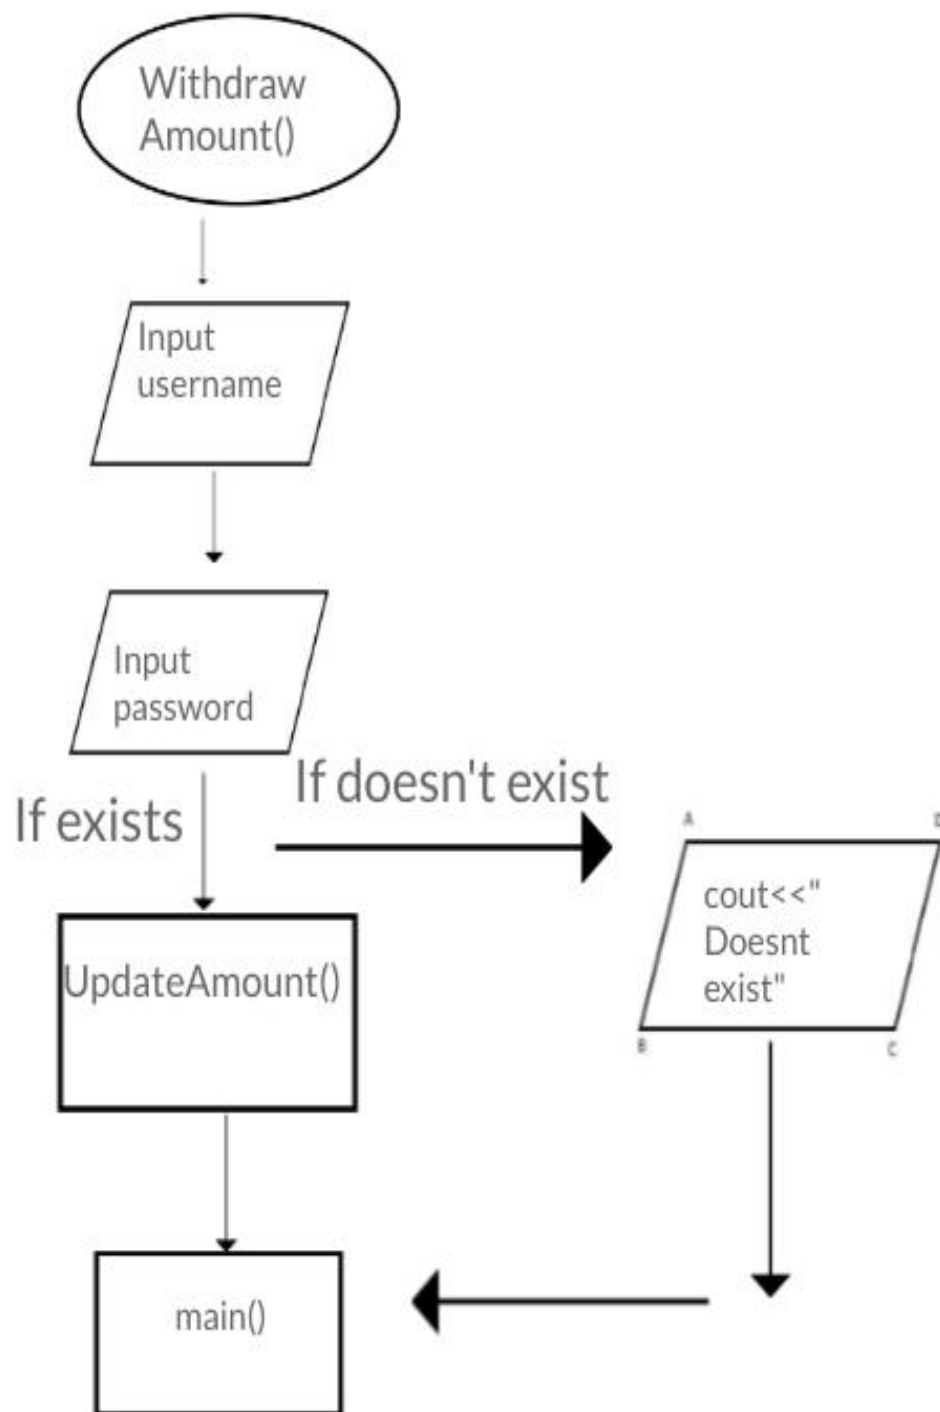 Withdraw
Amount()
Input
username
Input
password
If doesn't exist
If exists
A
D
cout<<"
Doesnt
exist"
B
C
UpdateAmount()
main()